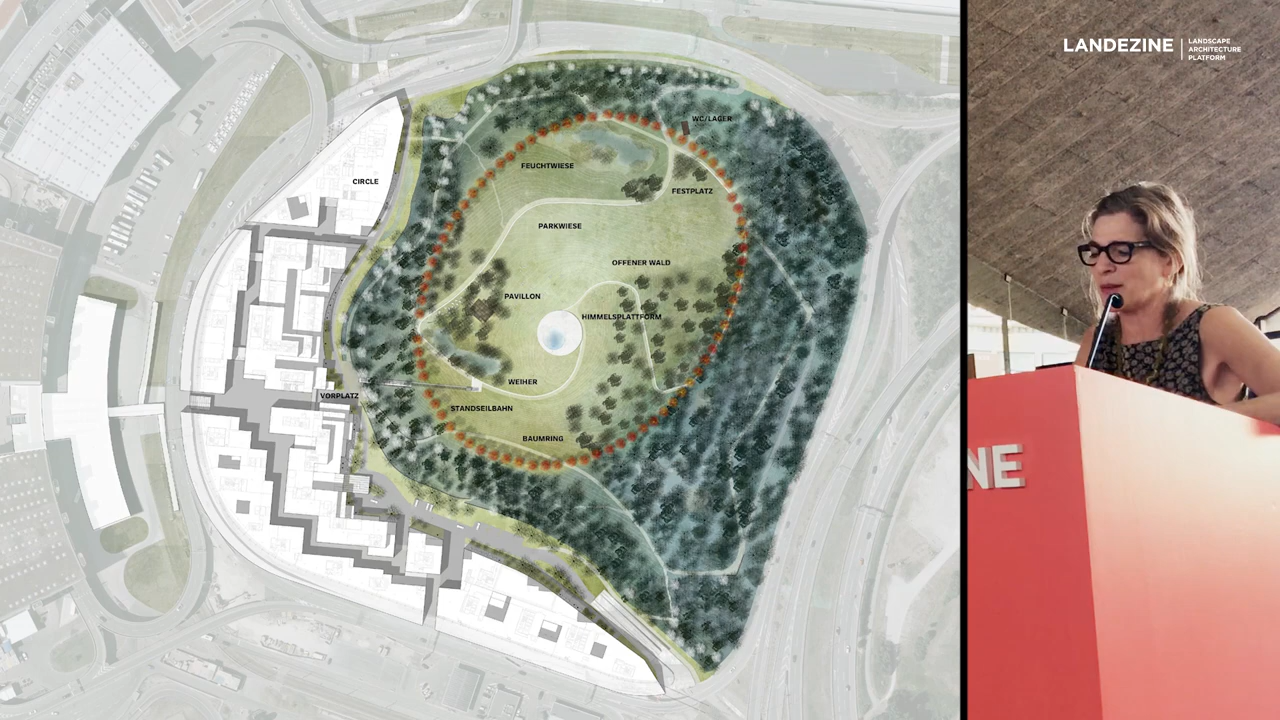 WC/LAGER
FEUCHTWIESE
CIRCLE
FESTPLATZ
PARKWIESE
OFFENER WALD
PAVILLON
HIMMELSPLATTFORM
WEIHER
VORPLATZ
STANDSEILBAHN
BAUMRING
LANDEZINE
LANDSCAPE
ARCHITECTURE
PLATFORM
NE